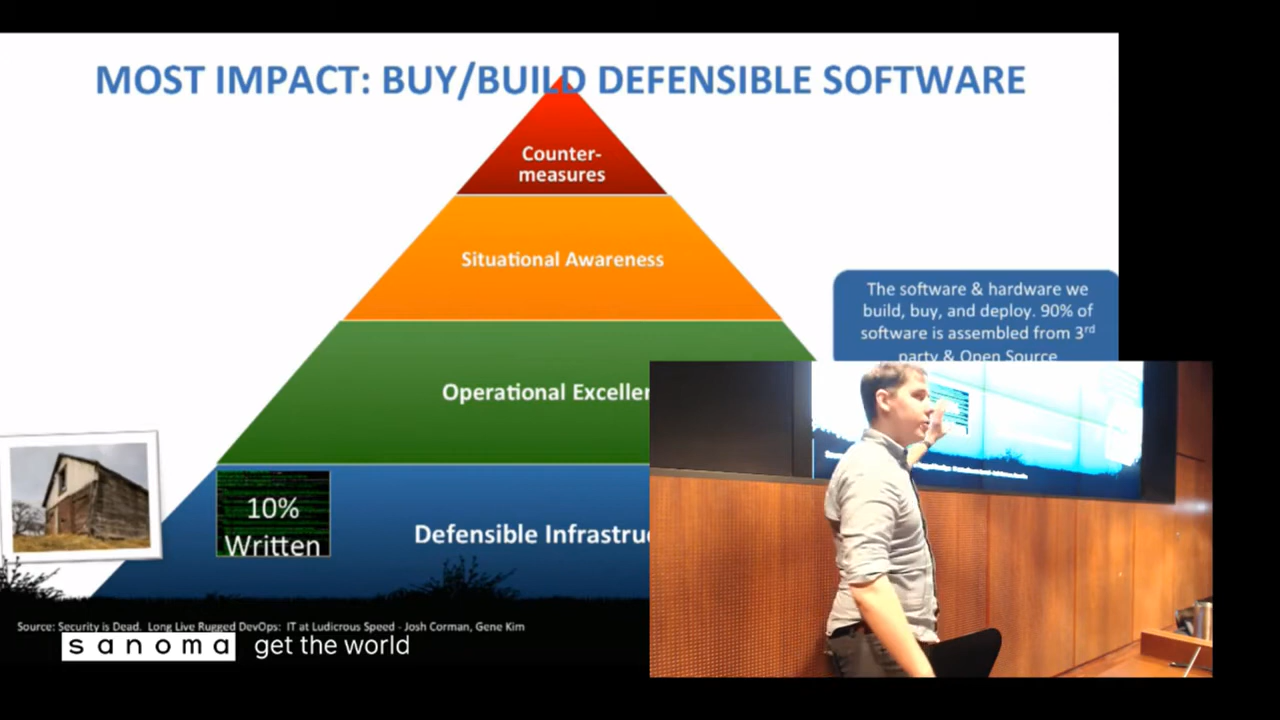 MOST IMPACT: BUY/BUILD DEFENSIBLE SOFTWARE
Counter-
measures
Situational Awareness
The software & hardware we
build, buy, and deploy. 90% of
software is assembled from 3rd
party & Open Source
Operational
10%
Written
Defensible
Source: Security is Dead. Long Live Rugged DevOps: IT at Ludicrous Speed - Josh Corman, Gene Kim
sanoma get the world